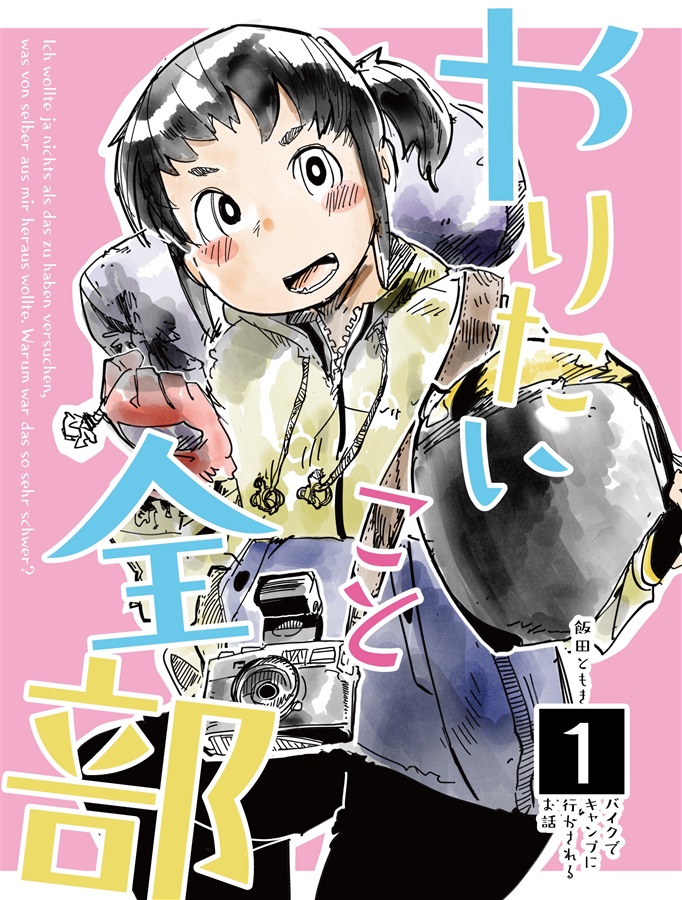 やりたい
こと
全部
飯田ともき
1
バイクで
キャンプに
行かされる
お話
Ich wollte ja nichts als das zu haben versuchen,
was von selber aus mir heraus wollte. Warum war das so sehr schwer?